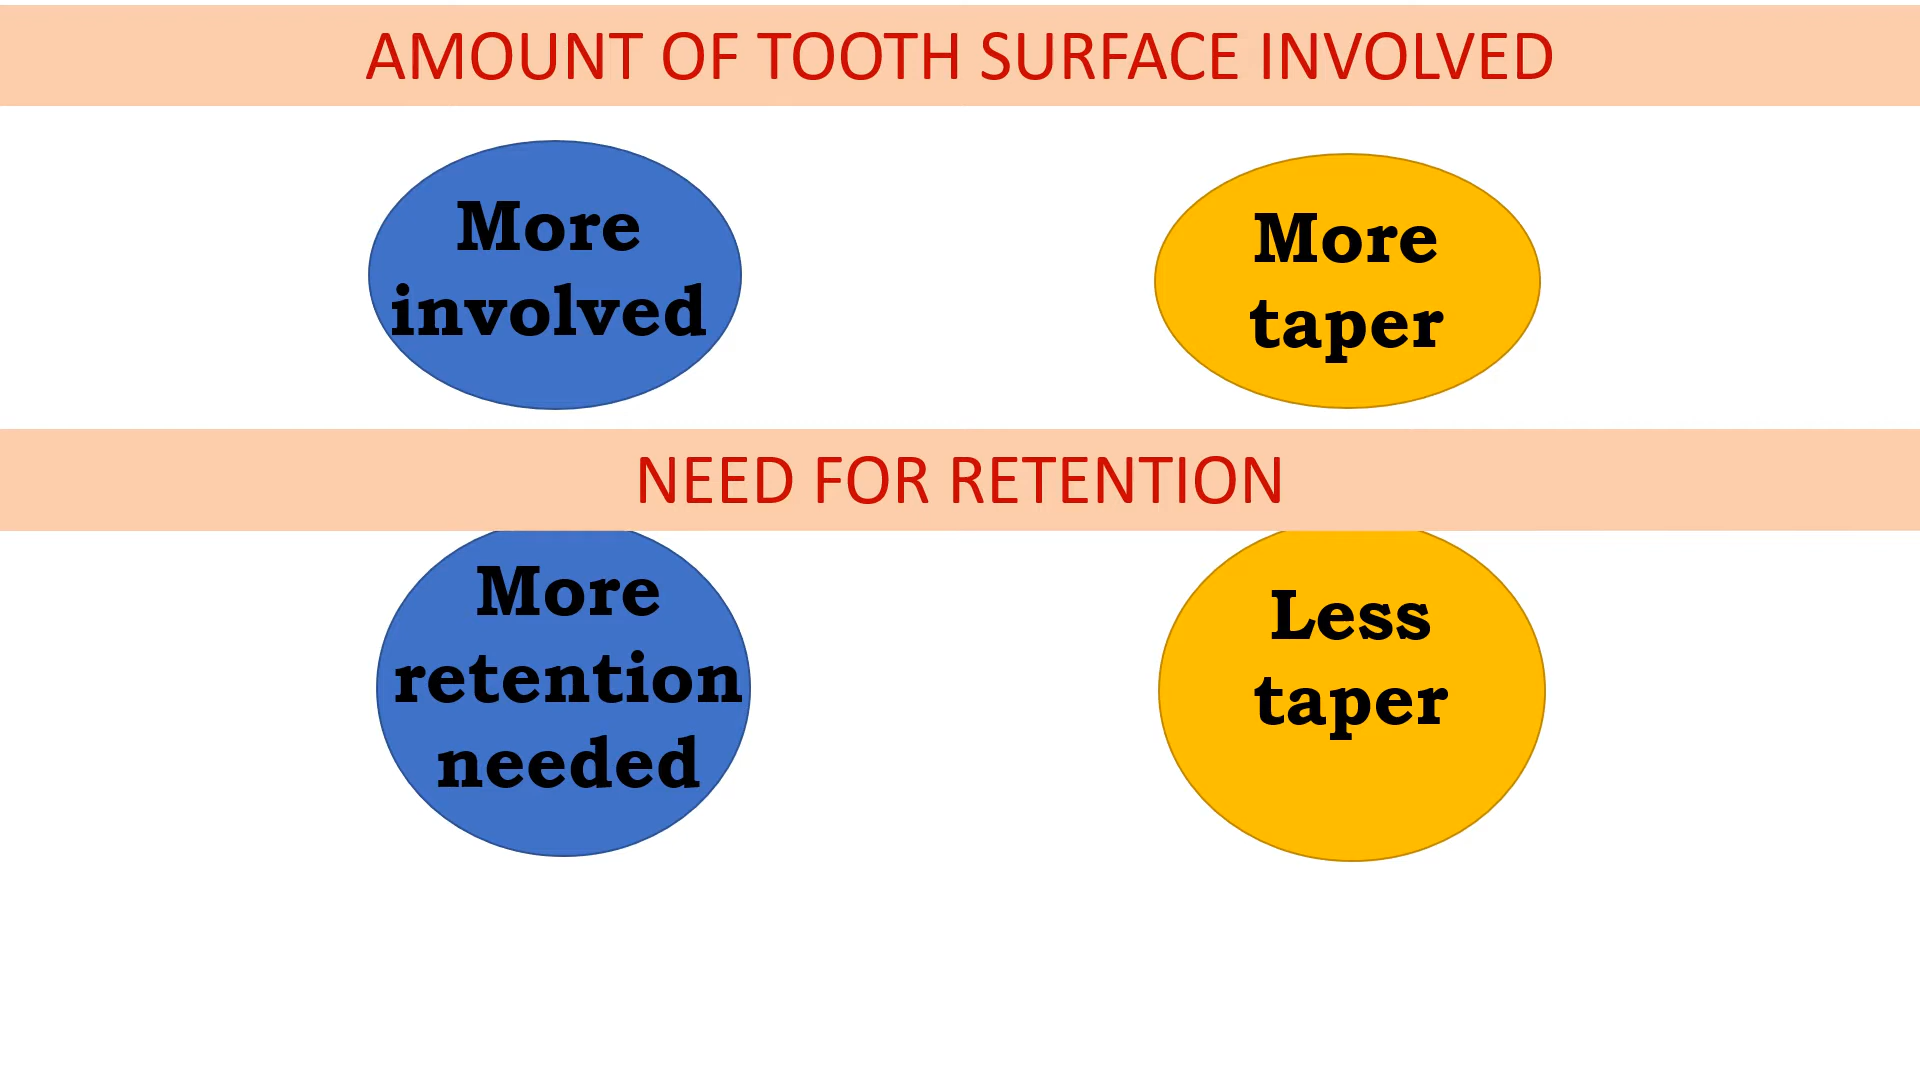 AMOUNT OF TOOTH SURFACE INVOLVED
More
involved
More
taper
NEED FOR RETENTION
More
retention
needed
Less
taper